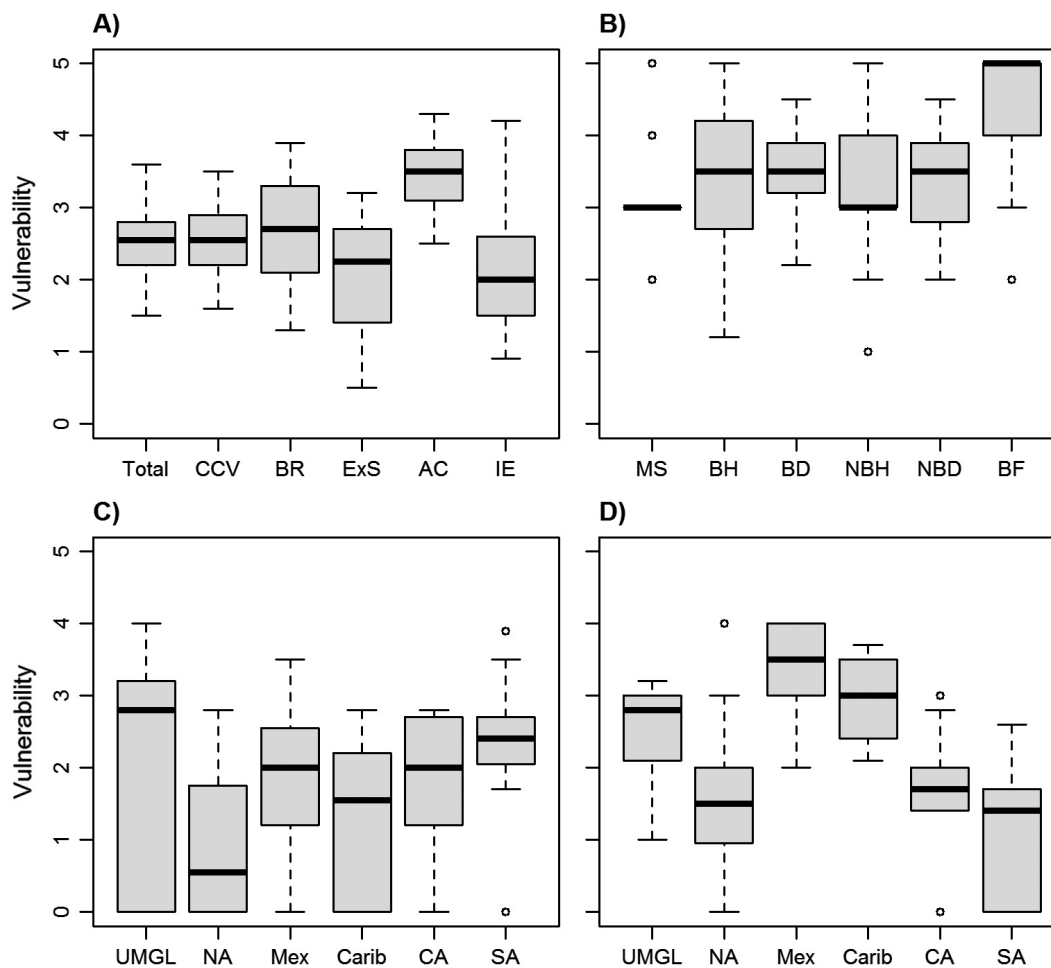 A)
B)
Vulnerability
5
4
3
2
1
0
Total CCV BR ExS AC IE
MS BH BD NBH NBD BF
C)
D)
Vulnerability
5
4
3
2
1
0
UMGL NA Mex Carib CA SA
UMGL NA Mex Carib CA SA